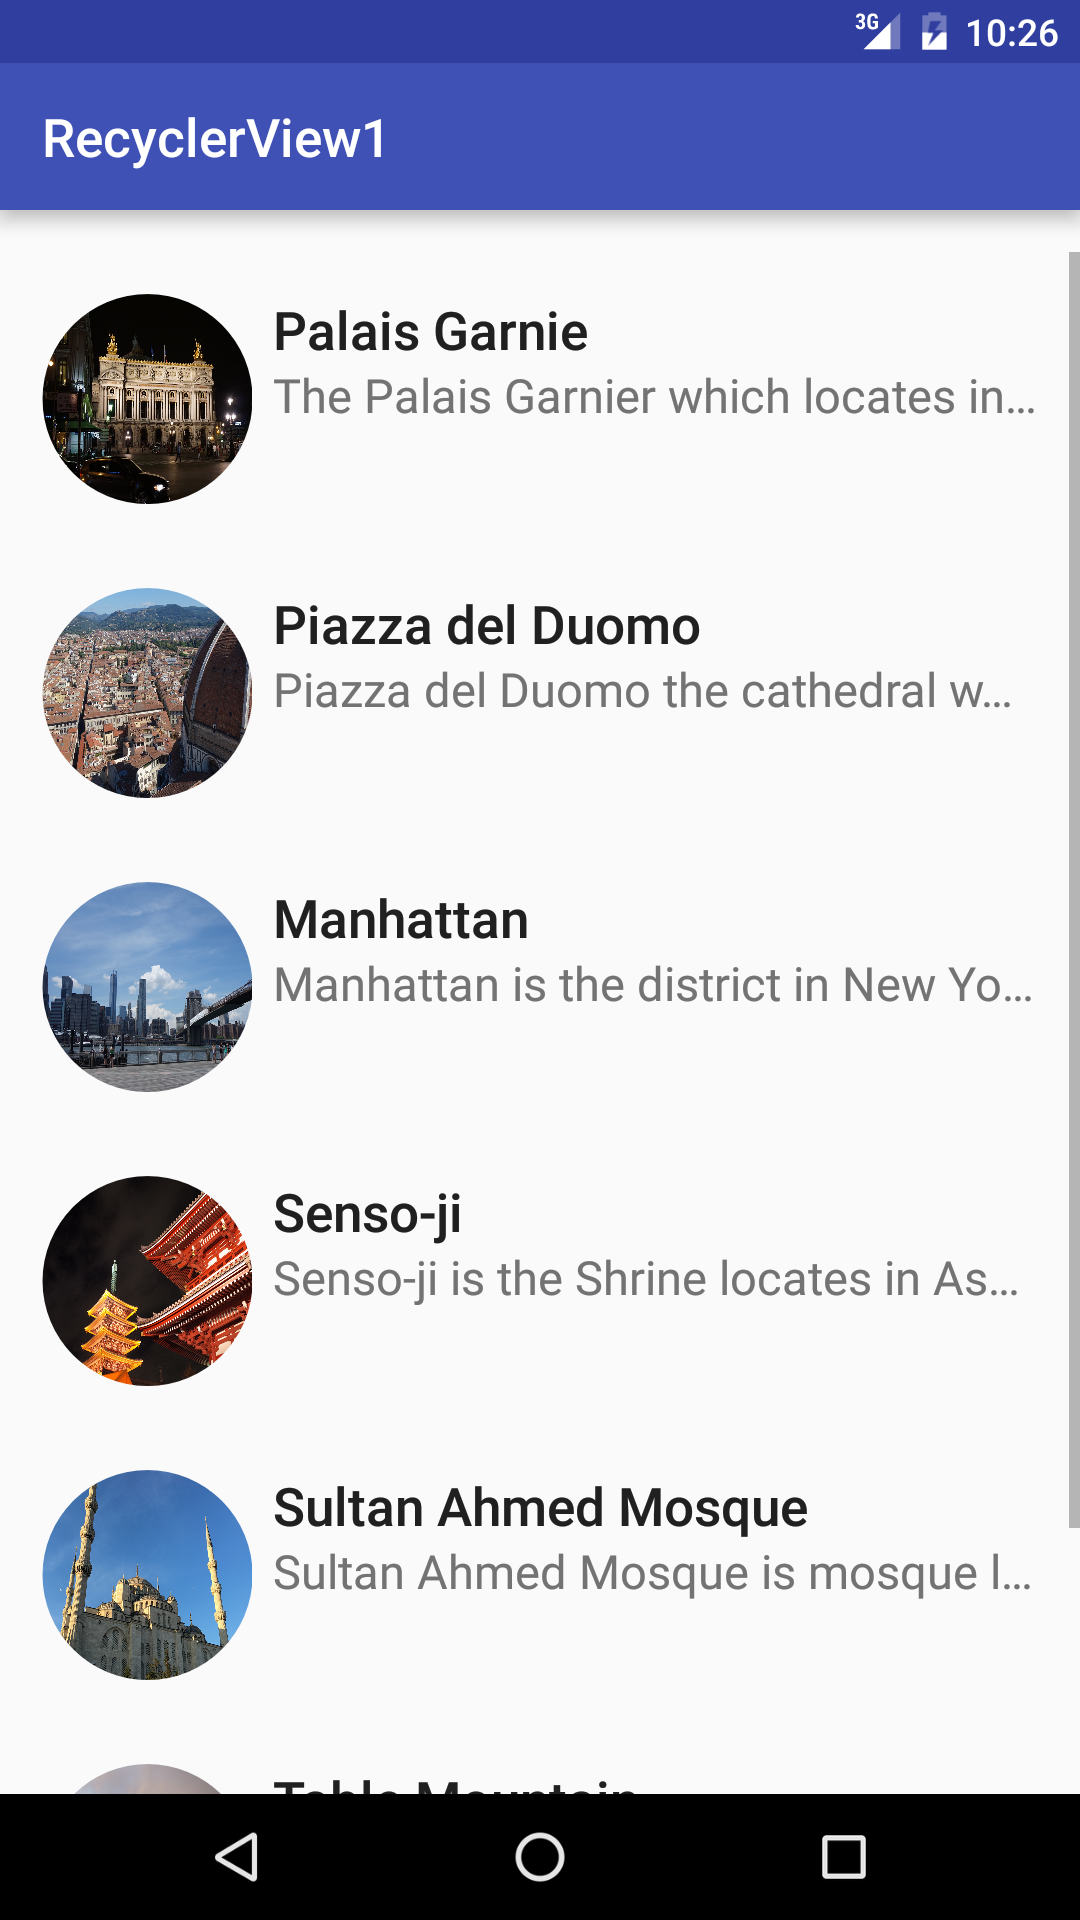 3G 10:26
RecyclerView1
Palais Garnie
The Palais Garnier which locates in...
Piazza del Duomo
Piazza del Duomo the cathedral w...
Manhattan
Manhattan is the district in New Yo...
Senso-ji
Senso-ji is the Shrine locates in As...
Sultan Ahmed Mosque
Sultan Ahmed Mosque is mosque l...
Table Mountain